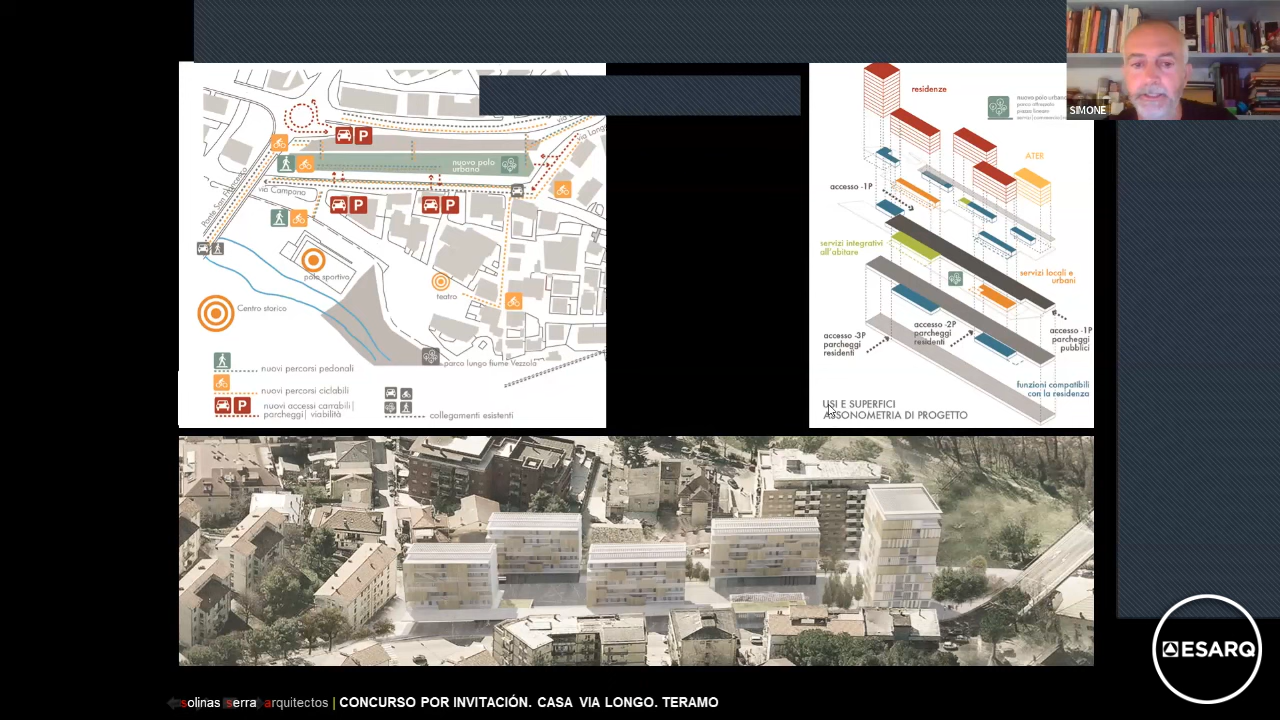 P
nuovo polo
urbano
via Campana
P
P
polo sportivo
teatro
Centro storico
parco lungo fiume Vezzola
nuovi percorsi pedonali
nuovi percorsi ciclabili
P
nuovi accessi carrabili|
parcheggi| viabilità
collegamenti esistenti
residenze
nuovo polo urbano
ATER
accesso -1P
servizi integrativi
all'abitare
servizi locali e
urbani
accesso -3P
parcheggi
residenti
accesso -2P
parcheggi
residenti
accesso -1P
parcheggi
pubblici
funzioni compatibili
con la residenza
USI E SUPERFICI
ASSONOMETRIA DI PROGETTO
SIMONE
ESARQ
solinas serra arquitectos | CONCURSO POR INVITACIÓN. CASA VIA LONGO. TERAMO